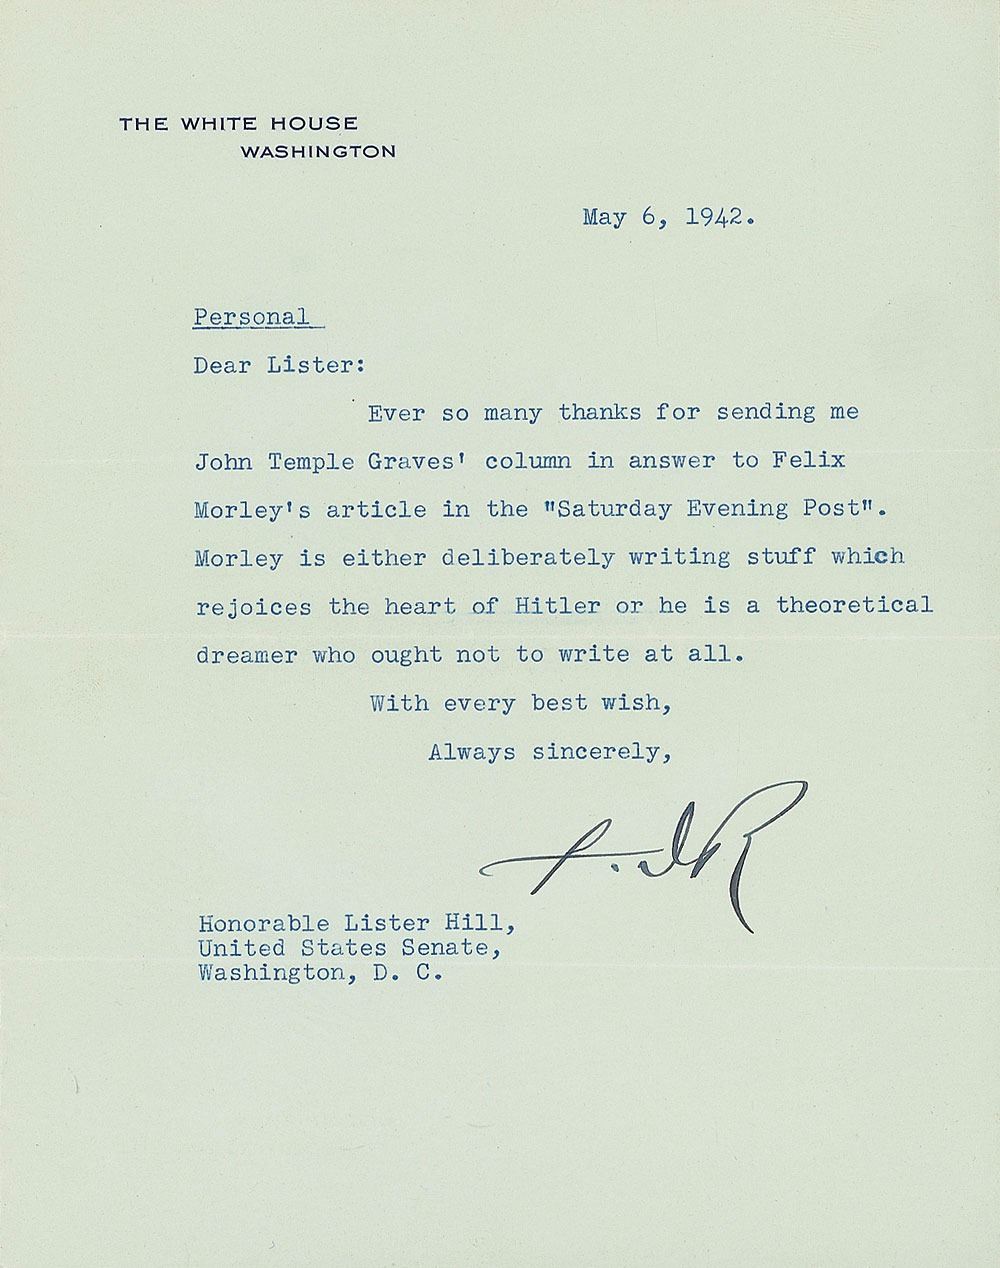 THE WHITE HOUSE
WASHINGTON
May 6, 1942.
Personal
Dear Lister:
Ever so many thanks for sending me
John Temple Graves' column in answer to Felix
Morley's article in the "Saturday Evening Post".
Morley is either deliberately writing stuff which
rejoices the heart of Hitler or he is a theoretical
dreamer who ought not to write at all.
With every best wish,
Always sincerely,
F.DR
Honorable Lister Hill,
United States Senate,
Washington, D. C.